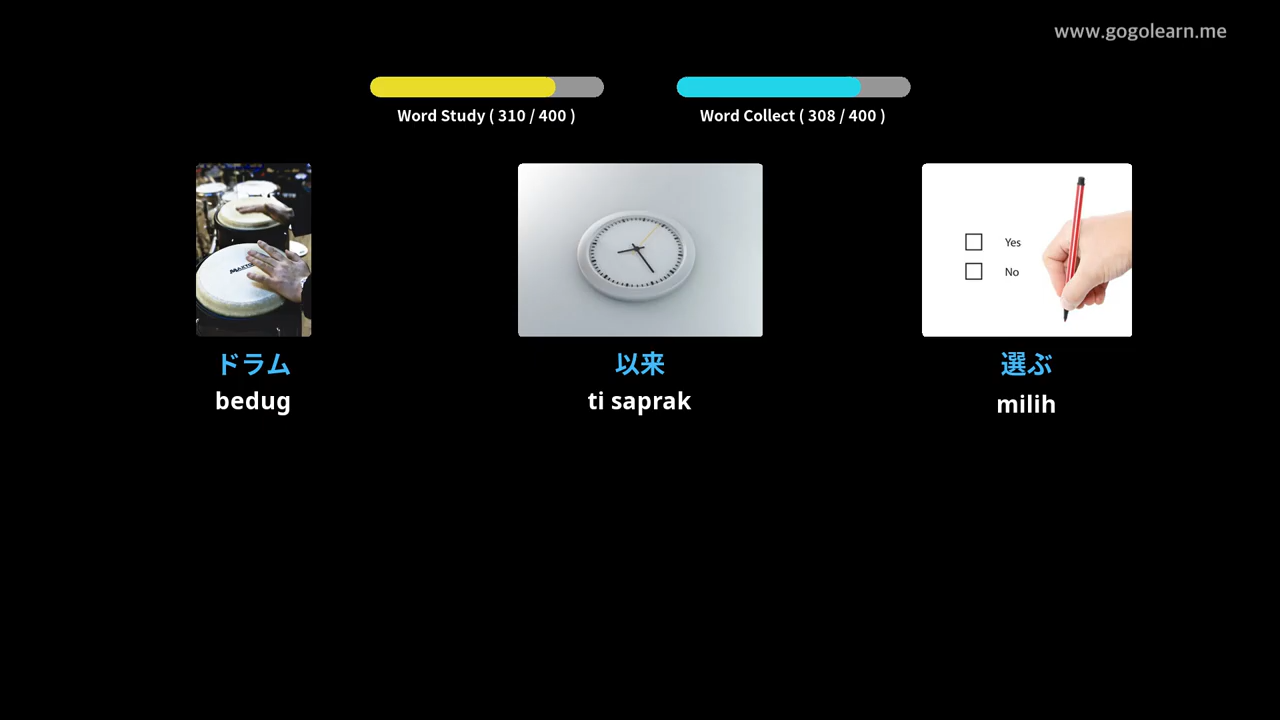 www.gogolearn.me
Word Study ( 310 / 400 )
Word Collect ( 308 / 400 )
Yes
No
ドラム
以来
選ぶ
bedug
ti saprak
milih